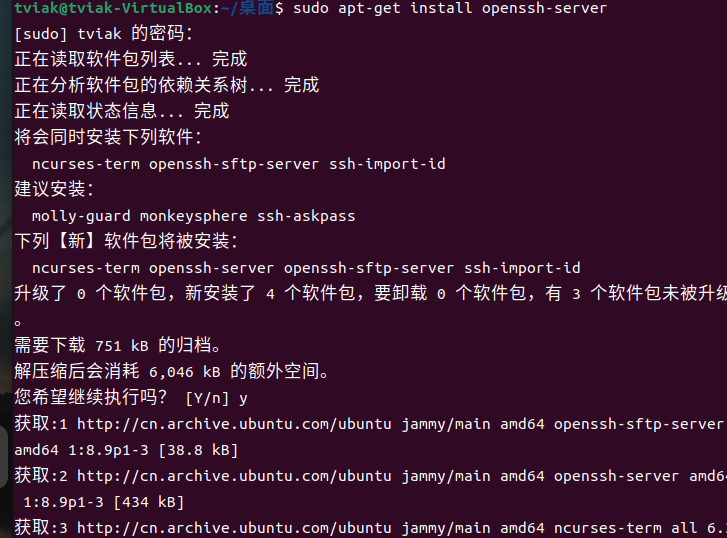 tviak@tviak-VirtualBox:~/桌面$ sudo apt-get install openssh-server
[sudo] tviak 的密码：
正在读取软件包列表... 完成
正在分析软件包的依赖关系树... 完成
正在读取状态信息... 完成
将会同时安装下列软件：
ncurses-term openssh-sftp-server ssh-import-id
建议安装：
molly-guard monkeysphere ssh-askpass
下列【新】软件包将被安装：
ncurses-term openssh-server openssh-sftp-server ssh-import-id
升级了 0 个软件包，新安装了 4 个软件包，要卸载 0 个软件包，有 3 个软件包未被升级
。
需要下载 751 kB 的归档。
解压缩后会消耗 6,046 kB 的额外空间。
您希望继续执行吗？ [Y/n] y
获取:1 http://cn.archive.ubuntu.com/ubuntu jammy/main amd64 openssh-sftp-server
amd64 1:8.9p1-3 [38.8 kB]
获取:2 http://cn.archive.ubuntu.com/ubuntu jammy/main amd64 openssh-server amd64
1:8.9p1-3 [434 kB]
获取:3 http://cn.archive.ubuntu.com/ubuntu jammy/main amd64 ncurses-term all 6.